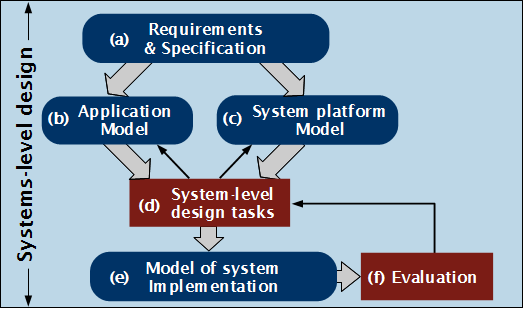 Systems-level design
(a) Requirements
& Specification
(b) Application
Model
(c) System platform
Model
(d) System-level
design tasks
(e) Model of system
Implementation
(f) Evaluation